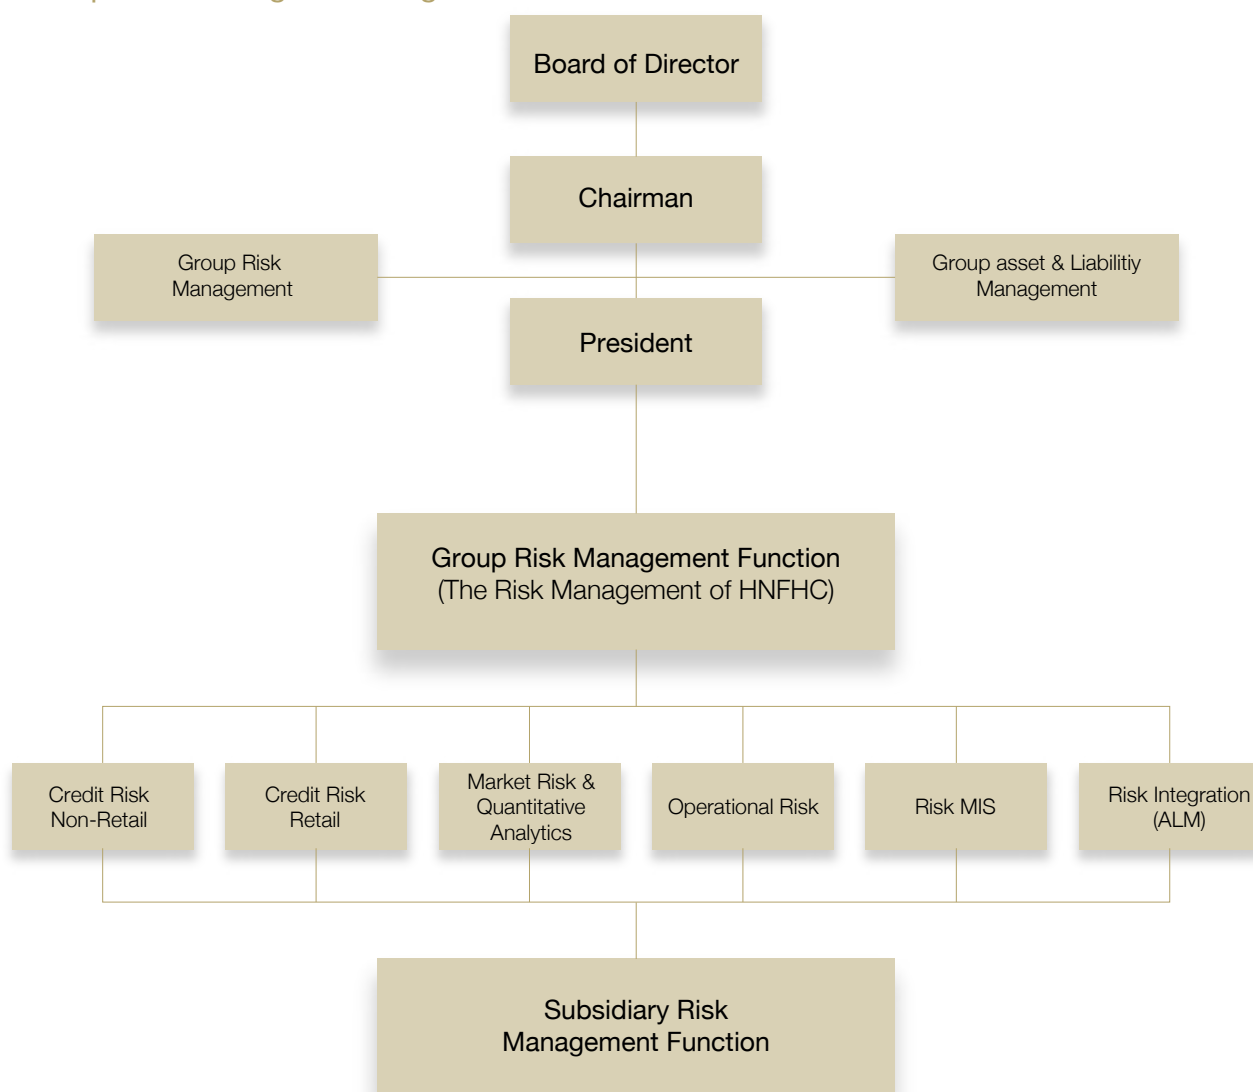 Board of Director
Chairman
Group Risk
Management
Group asset & Liabilitiy
Management
President
Group Risk Management Function
(The Risk Management of HNFHC)
Credit Risk
Non-Retail
Credit Risk
Retail
Market Risk &
Quantitative
Analytics
Operational Risk
Risk MIS
Risk Integration
(ALM)
Subsidiary Risk
Management Function